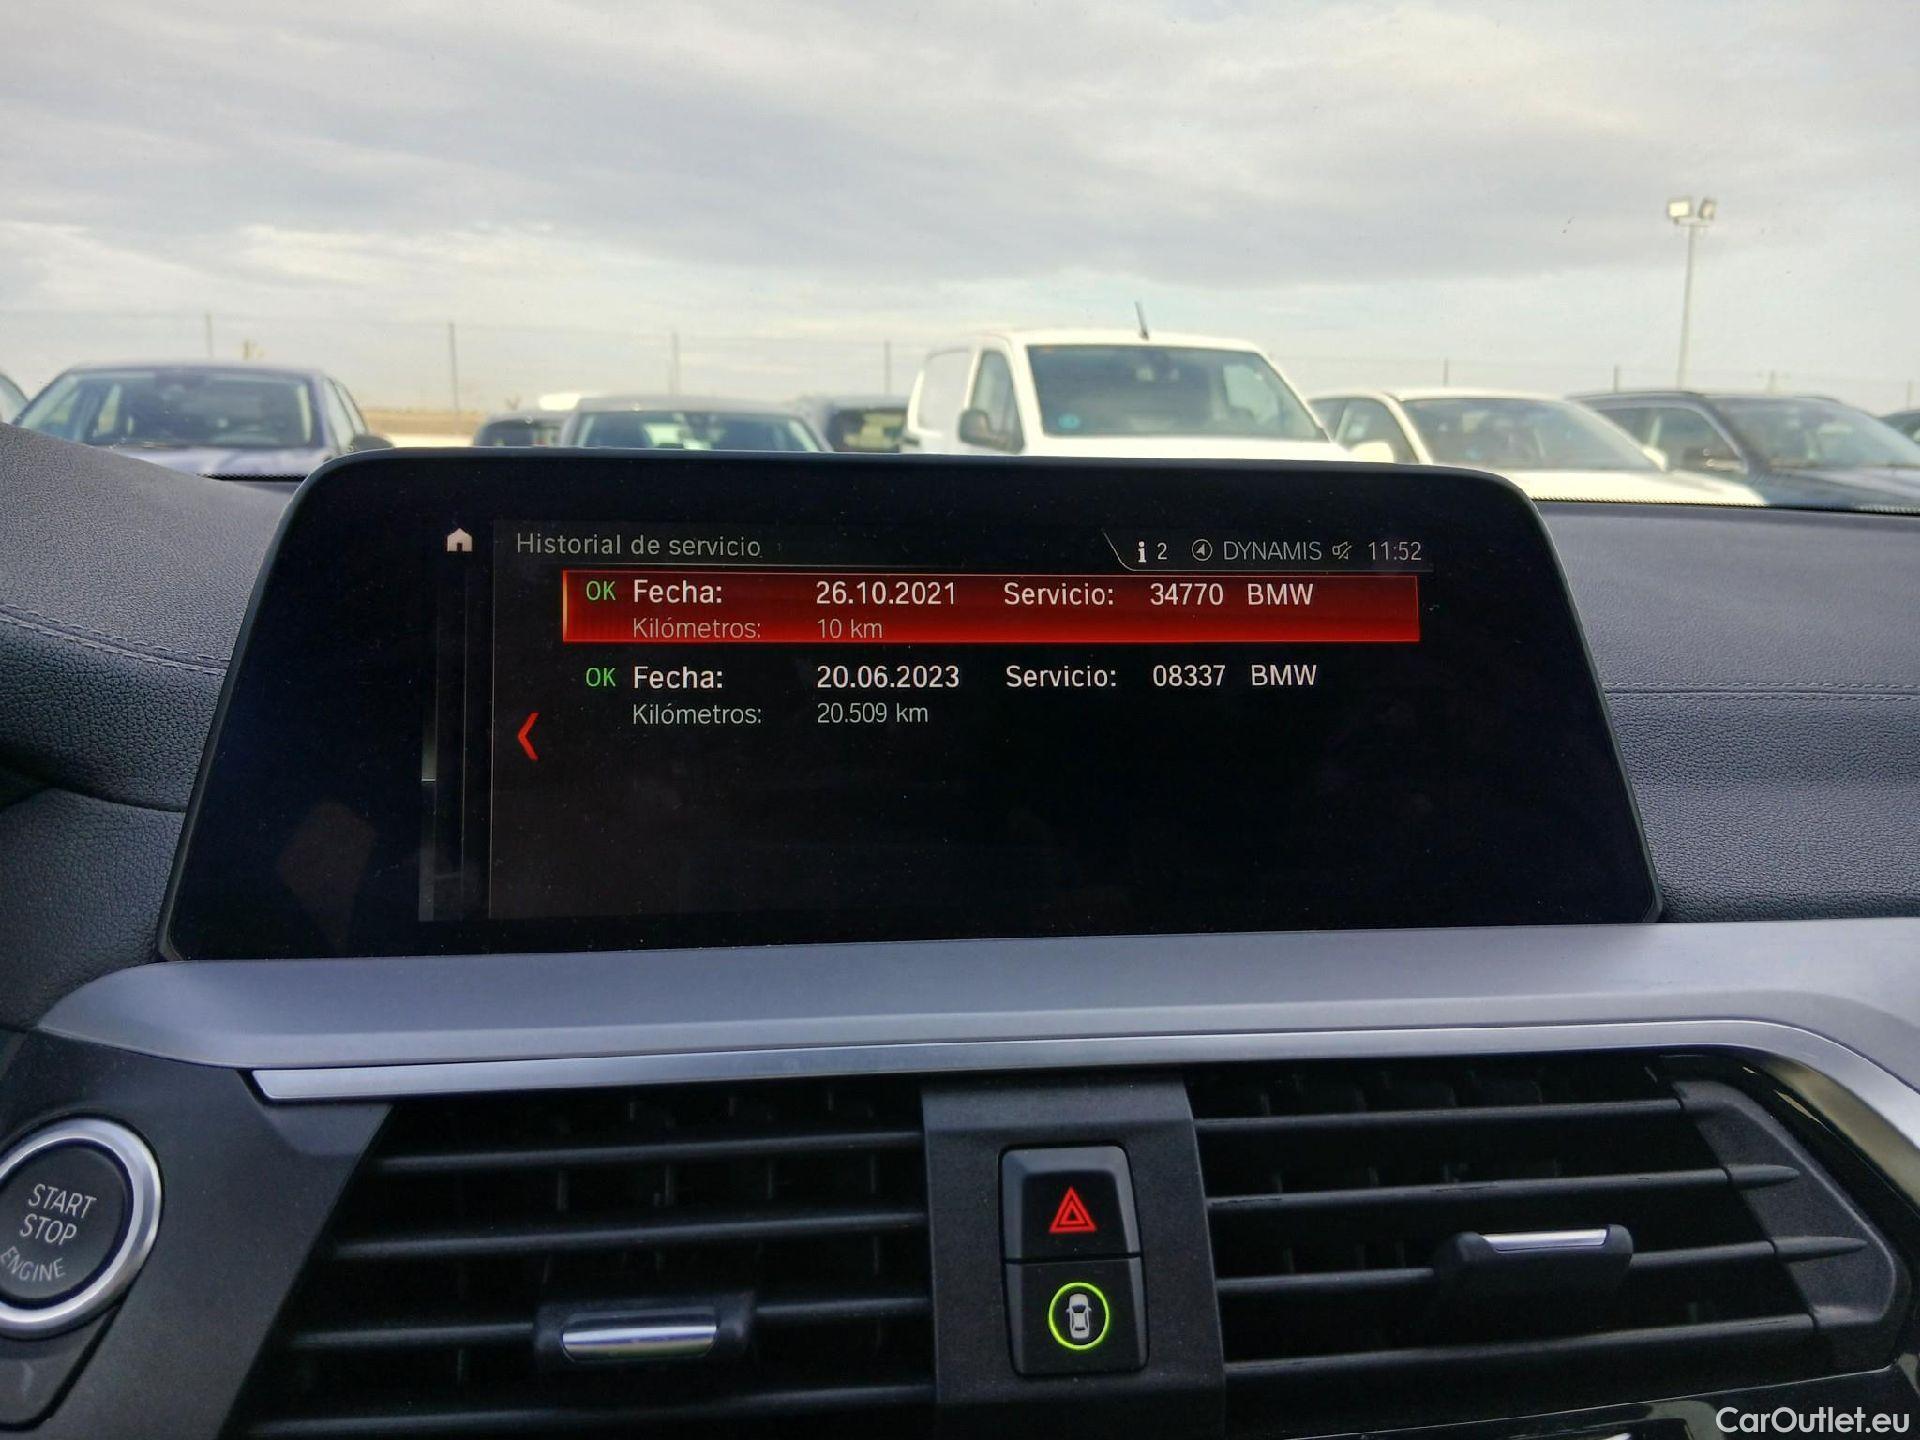 Historial de servicio
i 2 DYNAMIS 11:52
OK Fecha: 26.10.2021 Servicio: 34770 BMW
Kilómetros: 10 km
OK Fecha: 20.06.2023 Servicio: 08337 BMW
Kilómetros: 20.509 km
START
STOP
ENGINE
CarOutlet.eu